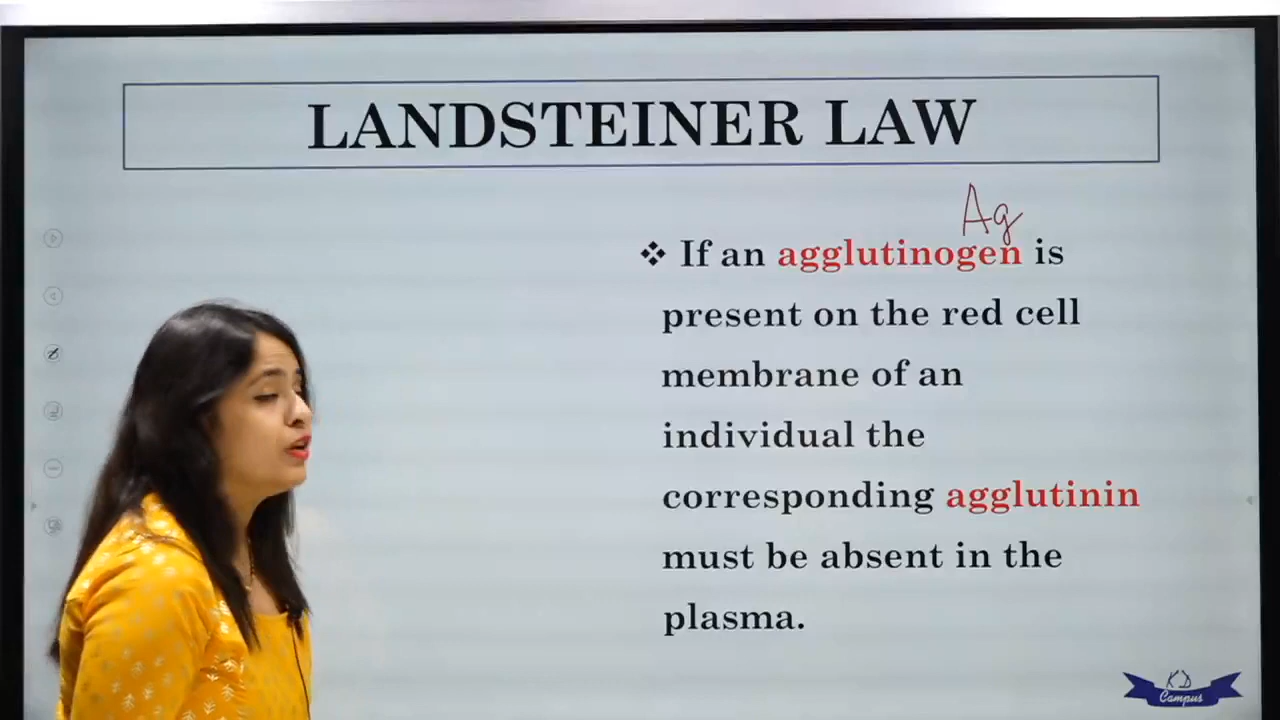 LANDSTEINER LAW
Ag
❖ If an agglutinogen is
present on the red cell
membrane of an
individual the
corresponding agglutinin
must be absent in the
plasma.
KD
Campus